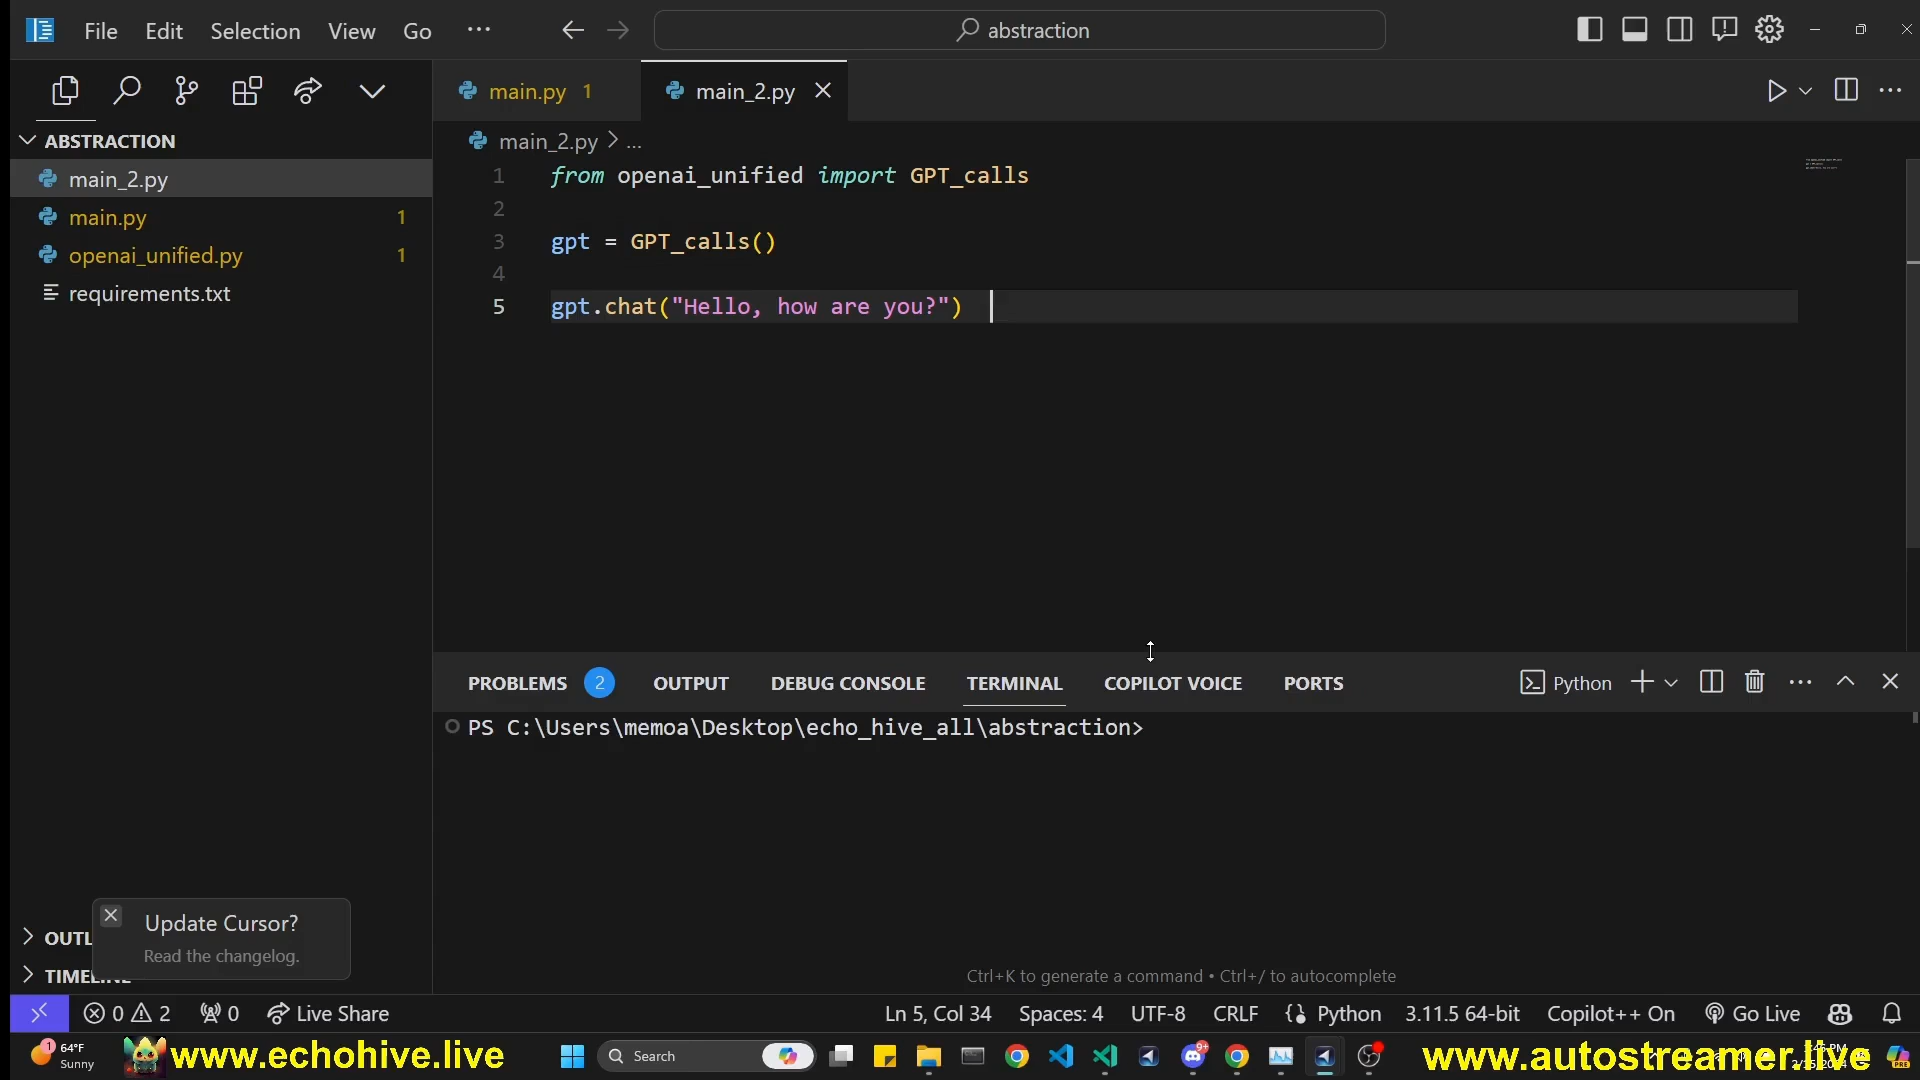 File Edit Selection View Go ··· abstraction
main.py 1 main_2.py
ABSTRACTION
main_2.py > ...
main_2.py
main.py 1
openai_unified.py 1
requirements.txt
1 from openai_unified import GPT_calls
2
3 gpt = GPT_calls()
4
5 gpt.chat("Hello, how are you?")
PROBLEMS 2 OUTPUT DEBUG CONSOLE TERMINAL COPILOT VOICE PORTS Python
PS C:\Users\memoa\Desktop\echo_hive_all\abstraction>
Update Cursor?
Read the changelog.
OUTL
TIMELINE
Ctrl+K to generate a command • Ctrl+/ to autocomplete
0 2 0 Live Share Ln 5, Col 34 Spaces: 4 UTF-8 CRLF Python 3.11.5 64-bit Copilot++ On Go Live
1 64°F
Sunny
www.echohive.live
Search
9+
www.autostreamer.live
PRE